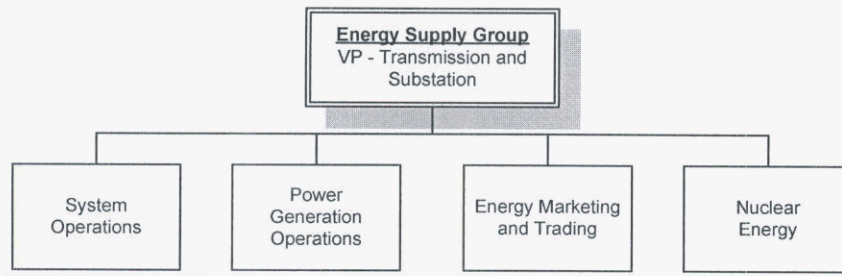 Energy Supply Group
VP - Transmission and
Substation
System
Operations
Power
Generation
Operations
Energy Marketing
and Trading
Nuclear
Energy